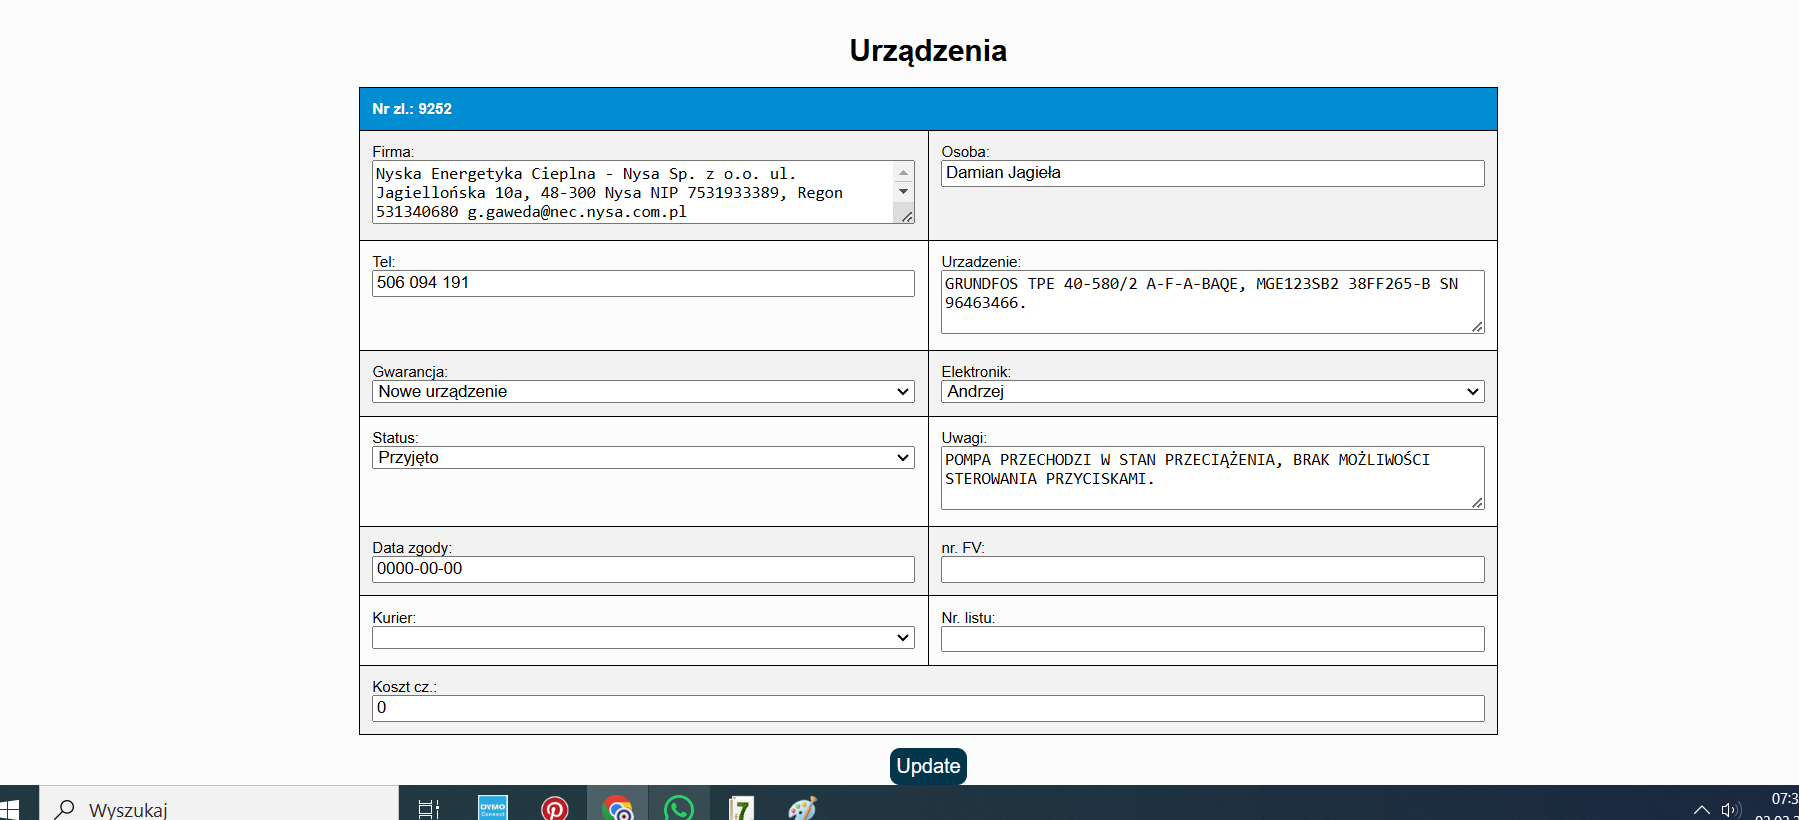 Urządzenia
Nr zl.: 9252
Firma:
Nyska Energetyka Cieplna - Nysa Sp. z o.o. ul.
Jagiellońska 10a, 48-300 Nysa NIP 7531933389, Regon
531340680 g.gaweda@nec.nysa.com.pl
Osoba:
Damian Jagieła
Tel:
506 094 191
Urzadzenie:
GRUNDFOS TPE 40-580/2 A-F-A-BAQE, MGE123SB2 38FF265-B SN
96463466.
Gwarancja:
Nowe urządzenie
Elektronik:
Andrzej
Status:
Przyjęto
Uwagi:
POMPA PRZECHODZI W STAN PRZECIĄŻENIA, BRAK MOŻLIWOŚCI
STEROWANIA PRZYCISKAMI.
Data zgody:
0000-00-00
nr. FV:
Kurier:
Nr. listu:
Koszt cz.:
0
Update
Wyszukaj
DYMO
Connect
7
07:3